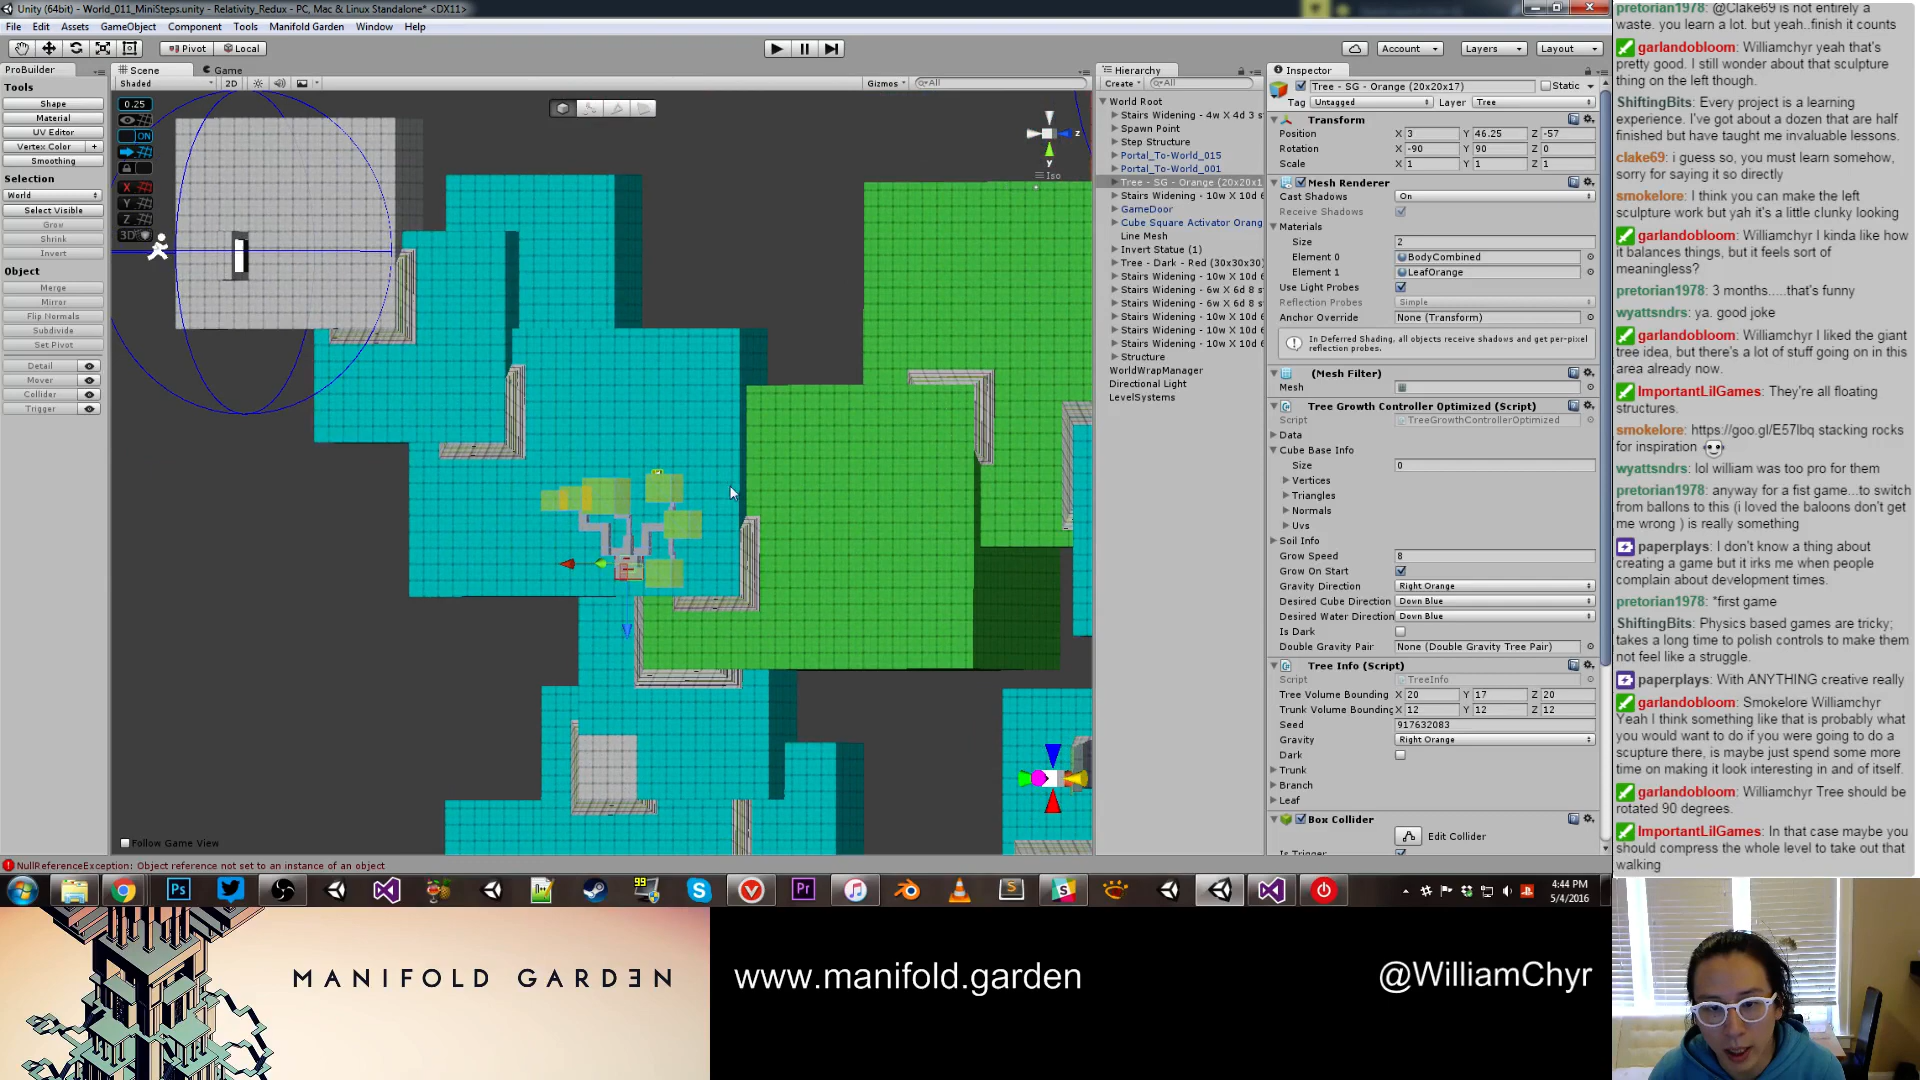 Unity (64bit) - World_011_MiniSteps.unity - Relativity_Redux - PC, Mac & Linux Standalone* <DX11>
File Edit Assets GameObject Component Tools Manifold Garden Window Help
Pivot Local Account Layers Layout
ProBuilder
Tools
Shape
Material
UV Editor
Vertex Color +
Smoothing
Selection
World
Select Visible
Grow
Shrink
Invert
Object
Merge
Mirror
Flip Normals
Subdivide
Set Pivot
Detail
Mover
Collider
Trigger
Scene Game
Shaded 2D Gizmos All
0.25
ON
X
Y
Z
3D
z
y
Iso
Follow Game View
Hierarchy
Create All
World Root
Stairs Widening - 4w X 4d 3 s
Spawn Point
Step Structure
Portal_To-World_015
Portal_To-World_001
Tree - SG - Orange (20x20x1
Stairs Widening - 10w X 10d 6
GameDoor
Cube Square Activator Orang
Line Mesh
Invert Statue (1)
Tree - Dark - Red (30x30x30)
Stairs Widening - 10w X 10d 6
Stairs Widening - 6w X 6d 8 s
Stairs Widening - 6w X 6d 8 s
Stairs Widening - 10w X 10d 6
Stairs Widening - 10w X 10d 6
Stairs Widening - 10w X 10d 6
Structure
WorldWrapManager
Directional Light
LevelSystems
Inspector
Tree - SG - Orange (20x20x17) Static
Tag Untagged Layer Tree
Transform
Position X 3 Y 46.25 Z -57
Rotation X -90 Y 90 Z 0
Scale X 1 Y 1 Z 1
Mesh Renderer
Cast Shadows On
Receive Shadows
Materials
Size 2
Element 0 BodyCombined
Element 1 LeafOrange
Use Light Probes
Reflection Probes Simple
Anchor Override None (Transform)
In Deferred Shading, all objects receive shadows and get per-pixel
reflection probes.
(Mesh Filter)
Mesh
Tree Growth Controller Optimized (Script)
Script TreeGrowthControllerOptimized
Data
Cube Base Info
Size 0
Vertices
Triangles
Normals
Uvs
Soil Info
Grow Speed 8
Grow On Start
Gravity Direction Right Orange
Desired Cube Direction Down Blue
Desired Water Direction Down Blue
Is Dark
Double Gravity Pair None (Double Gravity Tree Pair)
Tree Info (Script)
Script TreeInfo
Tree Volume Bounding X 20 Y 17 Z 20
Trunk Volume Bounding X 12 Y 12 Z 12
Seed 917632083
Gravity Right Orange
Dark
Trunk
Branch
Leaf
Box Collider
Edit Collider
Is Trigger
NullReferenceException: Object reference not set to an instance of an object
99
4:44 PM
5/4/2016
pretorian1978: @Clake69 is not entirely a
waste. you learn a lot. but yeah..finish it
counts
garlandobloom: Williamchyr yeah that's
pretty good. I still wonder about that sculpture
thing on the left though.
ShiftingBits: Every project is a learning
experience. I've got about a dozen that are half
finished but have taught me invaluable lessons.
clake69: i guess so, you must learn somehow,
sorry for saying it so directly
smokelore: I think you can make the left
sculpture work but yah it's a little clunky looking
garlandobloom: Williamchyr I kinda like how
it balances things, but it feels sort of
meaningless?
pretorian1978: 3 months.....that's funny
wyattsndrs: ya. good joke
garlandobloom: Williamchyr I liked the giant
tree idea, but there's a lot of stuff going on in this
area already now.
ImportantLilGames: They're all floating
structures.
smokelore: https://goo.gl/E57lbq stacking rocks
for inspiration
wyattsndrs: lol william was too pro for them
pretorian1978: anyway for a fist game...to switch
from ballons to this (i loved the baloons don't get
me wrong ) is really something
paperplays: I don't know a thing about
creating a game but it irks me when people
complain about development times.
pretorian1978: *first game
ShiftingBits: Physics based games are tricky;
takes a long time to polish controls to make them
not feel like a struggle.
paperplays: With ANYTHING creative really
garlandobloom: Smokelore Williamchyr
Yeah I think something like that is probably what
you would want to do if you were going to do a
scupture there, is maybe just spend some more
time on making it look interesting in and of itself.
garlandobloom: Williamchyr Tree should be
rotated 90 degrees.
ImportantLilGames: In that case maybe you
should compress the whole level to take out that
walking
MANIFOLD GARDEN
www.manifold.garden
@WilliamChyr